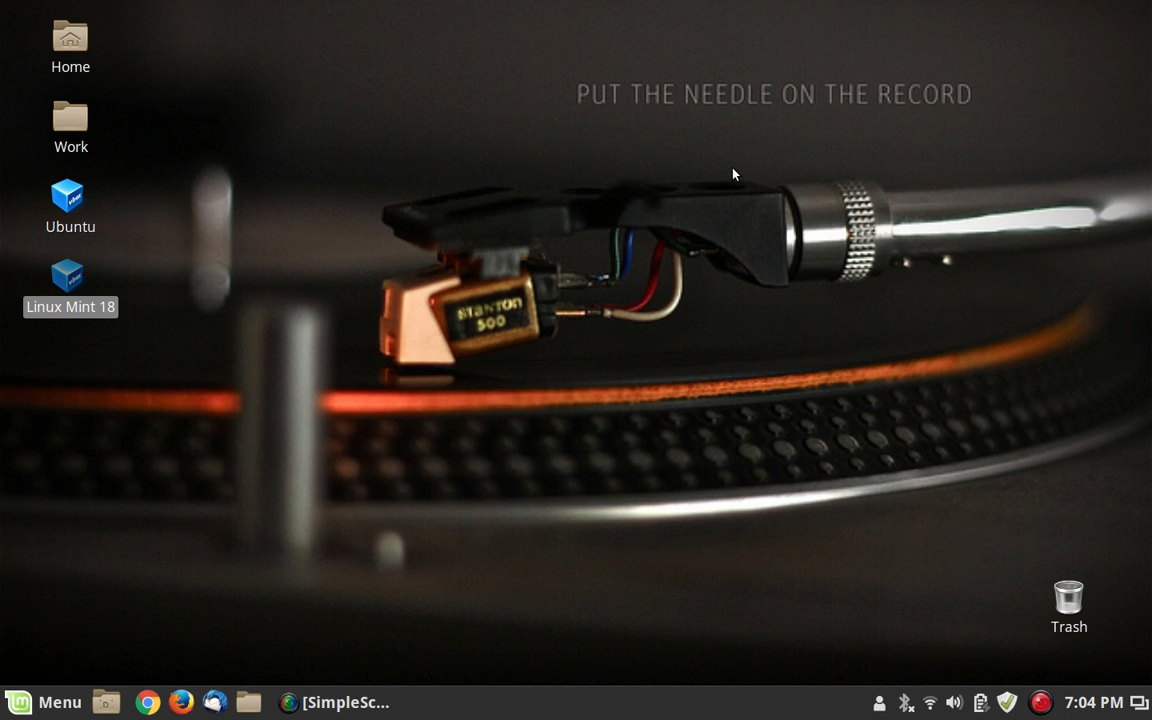 Home
PUT THE NEEDLE ON THE RECORD
Work
Ubuntu
Linux Mint 18
STANTON
500
Trash
Menu
[SimpleSc...
7:04 PM